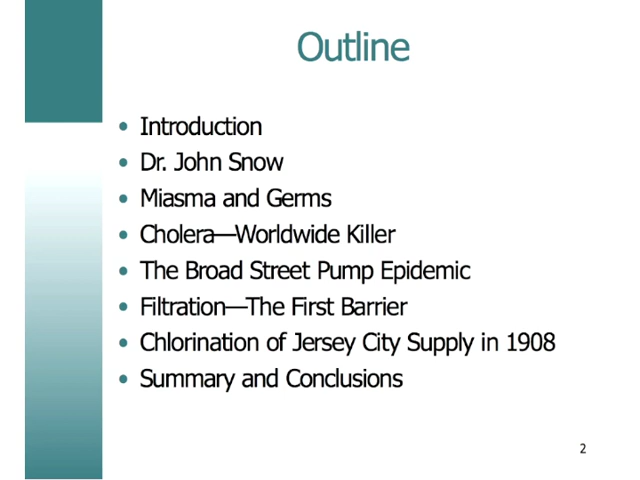 Outline
• Introduction
• Dr. John Snow
• Miasma and Germs
• Cholera—Worldwide Killer
• The Broad Street Pump Epidemic
• Filtration—The First Barrier
• Chlorination of Jersey City Supply in 1908
• Summary and Conclusions
2